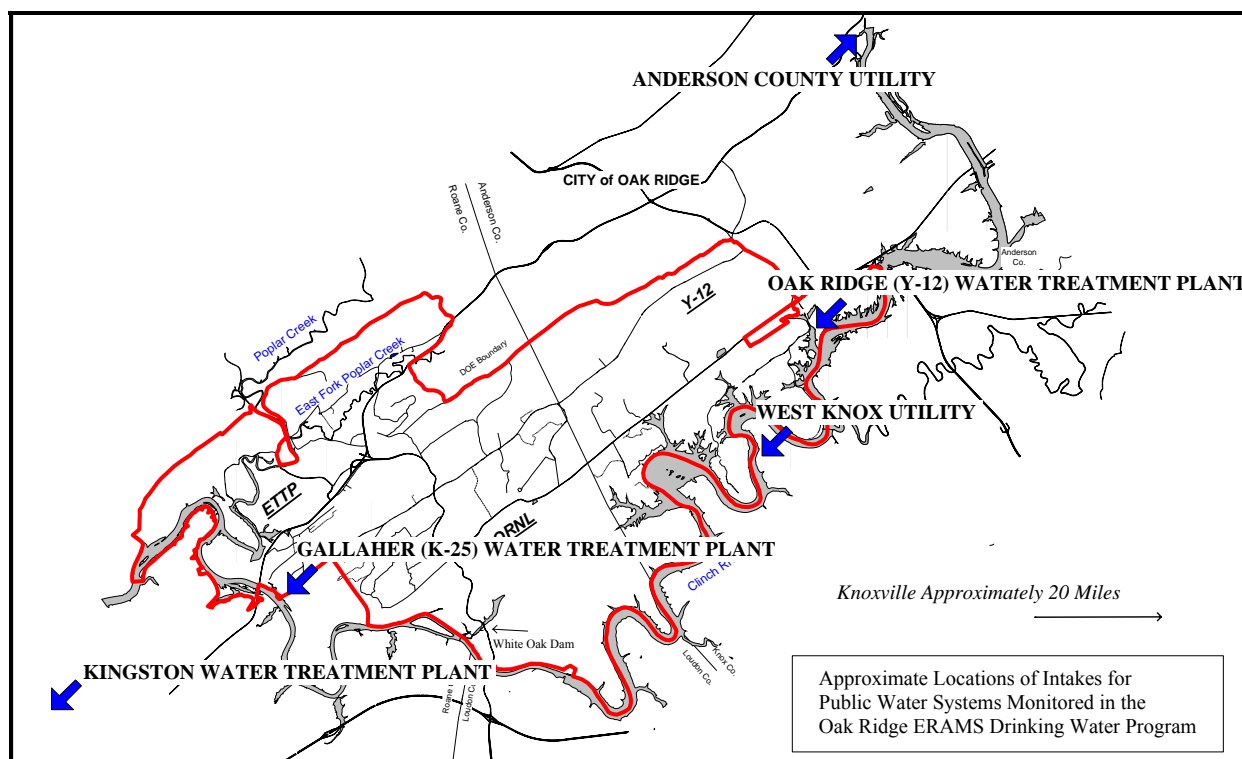 ANDERSON COUNTY UTILITY
CITY of OAK RIDGE
Anderson Co.
Roane Co.
Anderson
Co.
OAK RIDGE (Y-12) WATER TREATMENT PLANT
Y-12
Poplar Creek
East Fork Poplar Creek
DOE Boundary
WEST KNOX UTILITY
ETTP
ORNL
GALLAHER (K-25) WATER TREATMENT PLANT
Knoxville Approximately 20 Miles
Clinch
White Oak Dam
Knox Co.
Loudon Co.
KINGSTON WATER TREATMENT PLANT
Roane
Loudon Co.
Approximate Locations of Intakes for
Public Water Systems Monitored in the
Oak Ridge ERAMS Drinking Water Program